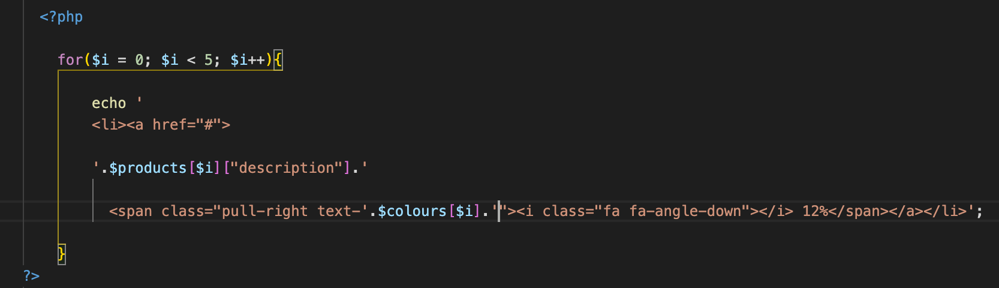 <?php
for($i = 0; $i < 5; $i++){
echo '
<li><a href="#">
'.$products[$i]["description"].'
<span class="pull-right text-'.$colours[$i].'"><i class="fa fa-angle-down"></i> 12%</span></a></li>';
}
?>